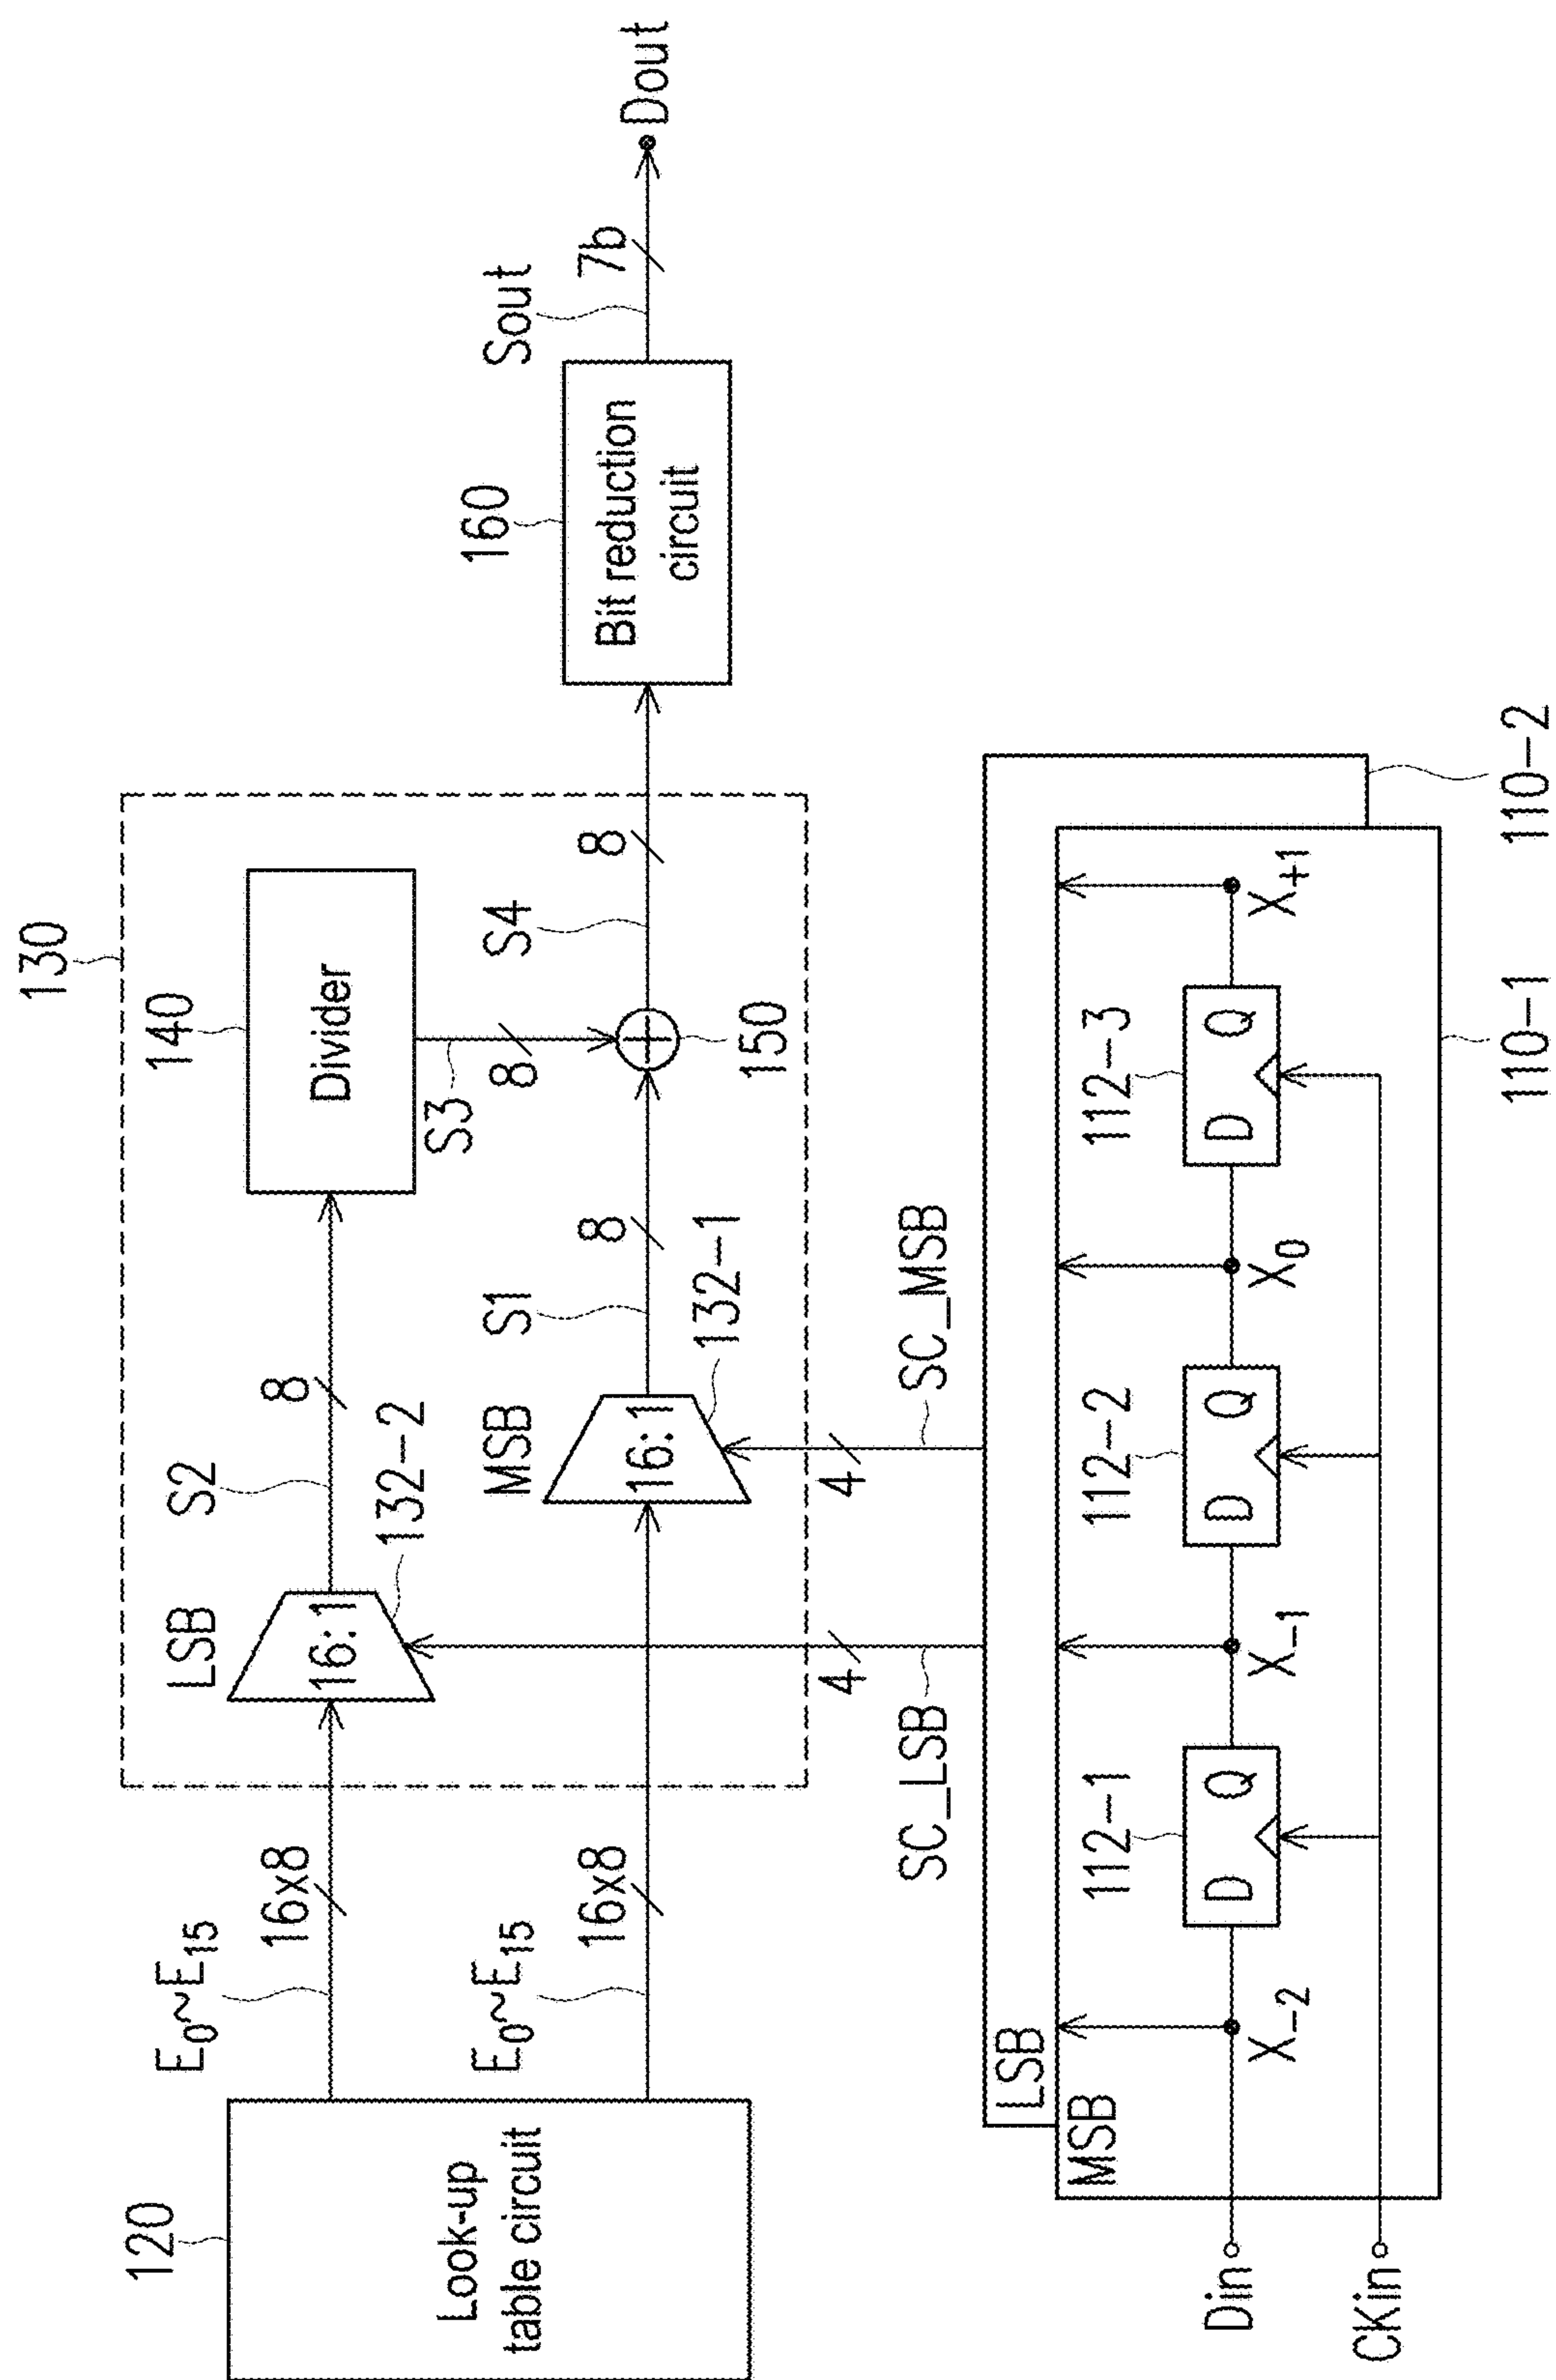 120
Look-up
table circuit
E0~E15
16x8
E0~E15
16x8
130
LSB
16:1
132-2
S2
8
MSB
16:1
132-1
S1
8
140
Divider
S3
8
150
S4
8
160
Bit reduction
circuit
Sout
7b
Dout
SC_LSB
4
SC_MSB
4
LSB
MSB
Din
CKin
X-2
112-1
D Q
X-1
112-2
D Q
X0
112-3
D Q
X+1
110-1
110-2